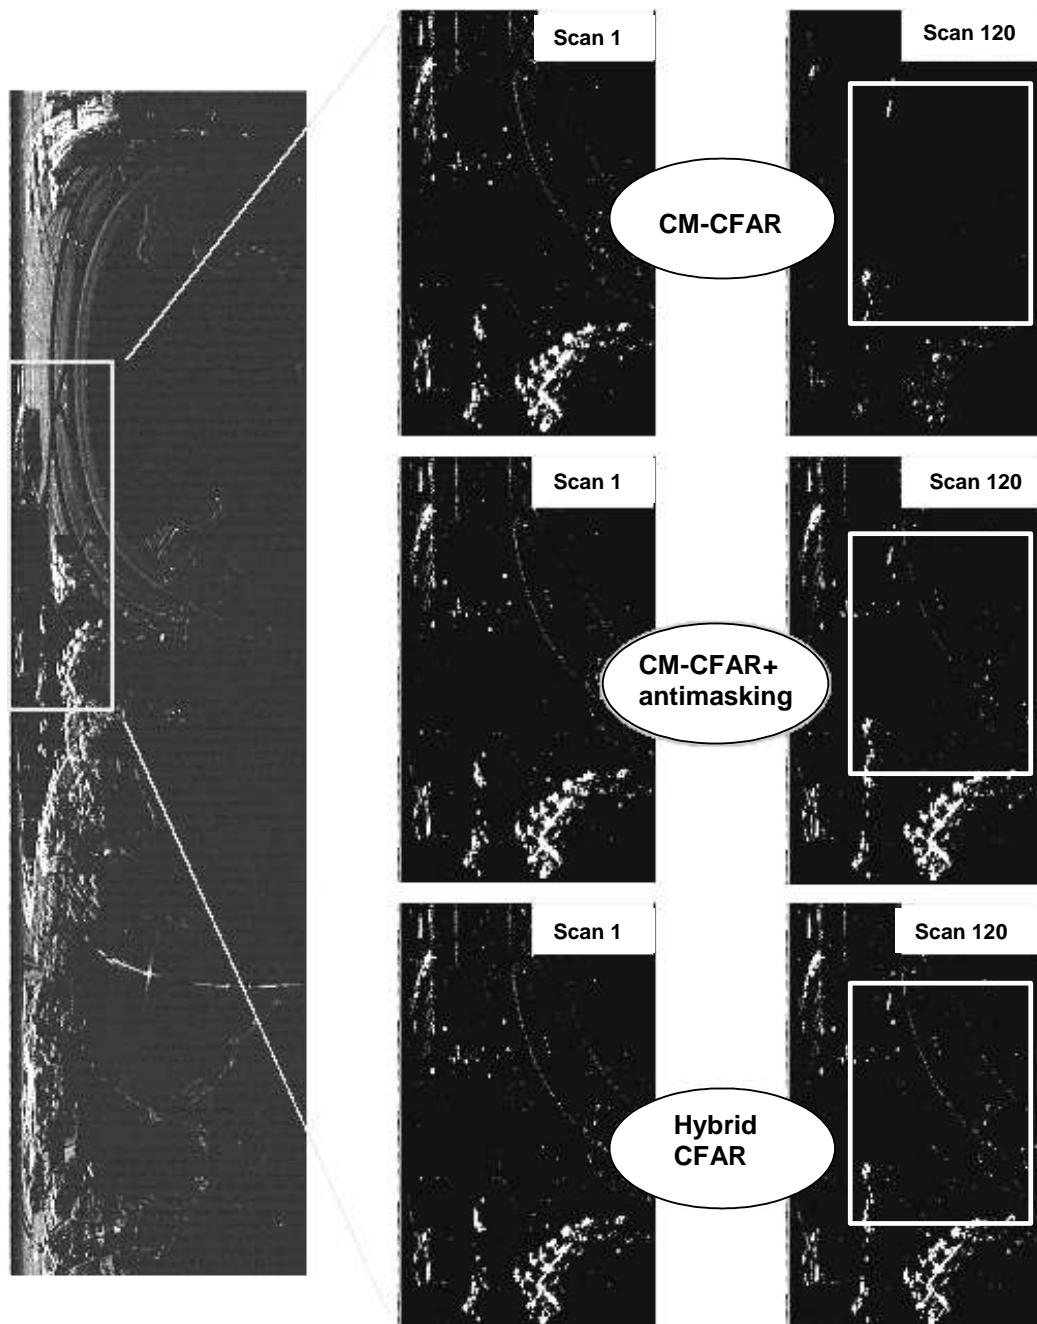 Scan 1
Scan 120
CM-CFAR
Scan 1
Scan 120
CM-CFAR+
antimasking
Scan 1
Scan 120
Hybrid
CFAR